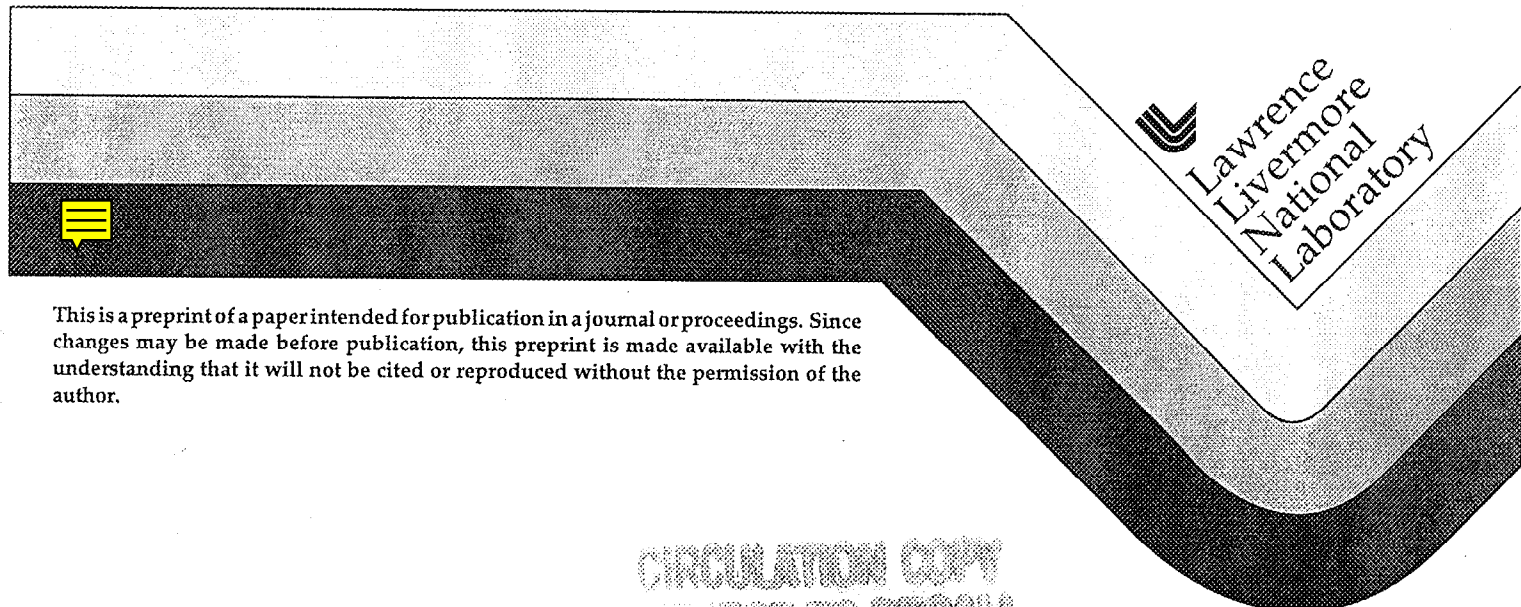 Lawrence
Livermore
National
Laboratory
This is a preprint of a paper intended for publication in a journal or proceedings. Since
changes may be made before publication, this preprint is made available with the
understanding that it will not be cited or reproduced without the permission of the
author.
CIRCULATION COPY